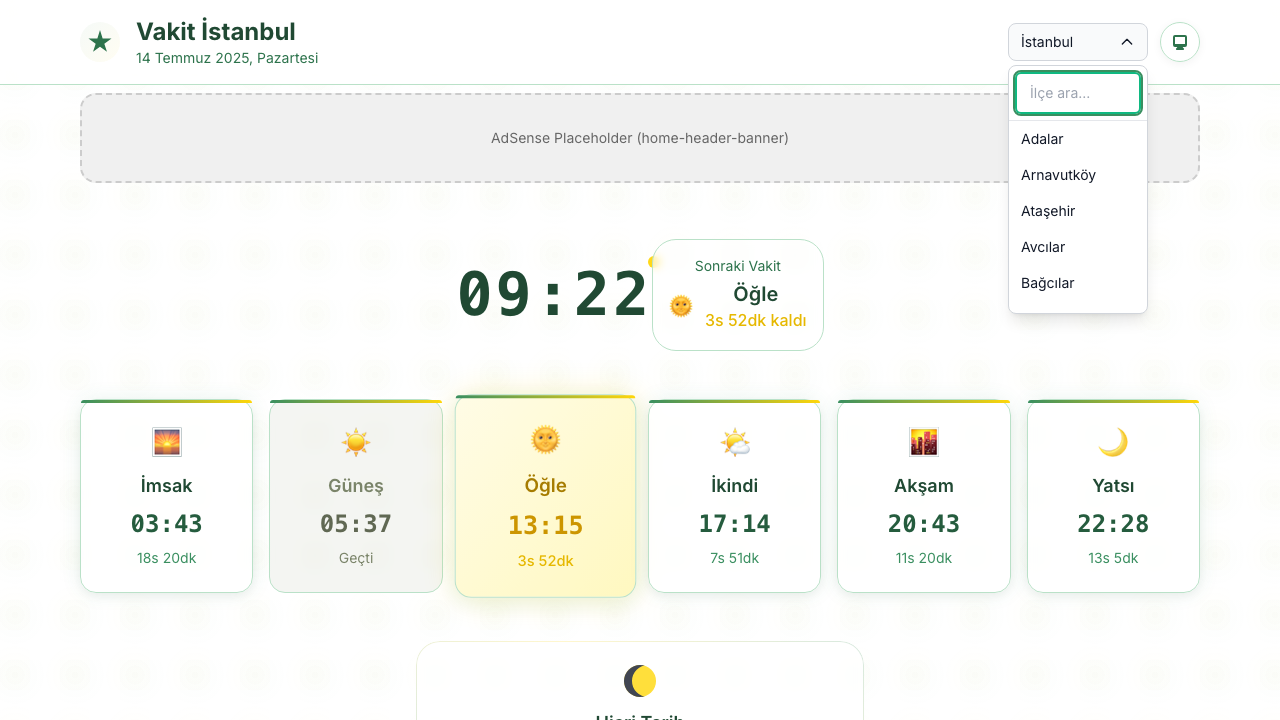 Vakit İstanbul
14 Temmuz 2025, Pazartesi
İstanbul
İlçe ara...
Adalar
Arnavutköy
Ataşehir
Avcılar
Bağcılar
AdSense Placeholder (home-header-banner)
09:22
Sonraki Vakit
Öğle
3s 52dk kaldı
İmsak
03:43
18s 20dk
Güneş
05:37
Geçti
Öğle
13:15
3s 52dk
İkindi
17:14
7s 51dk
Akşam
20:43
11s 20dk
Yatsı
22:28
13s 5dk
Hicri Tarih